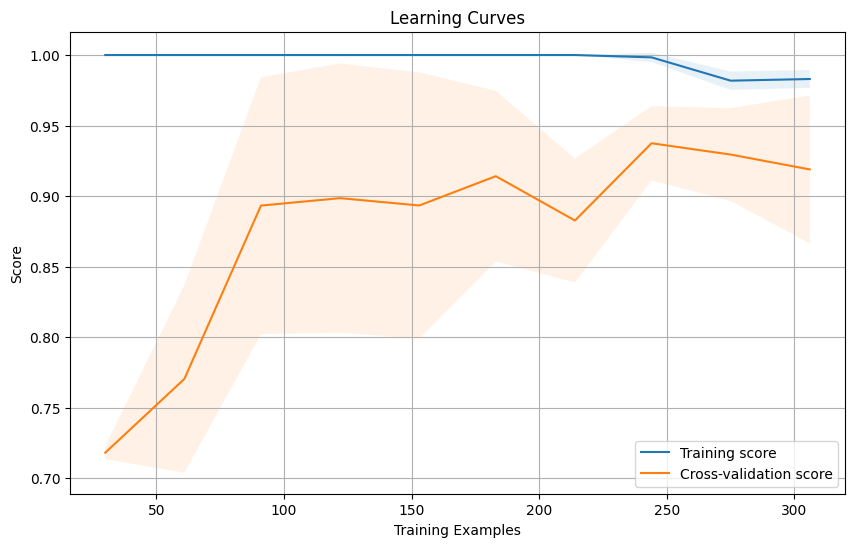 Learning Curves
1.00
0.95
0.90
0.85
0.80
0.75
0.70
Score
50
100
150
200
250
300
Training Examples
Training score
Cross-validation score